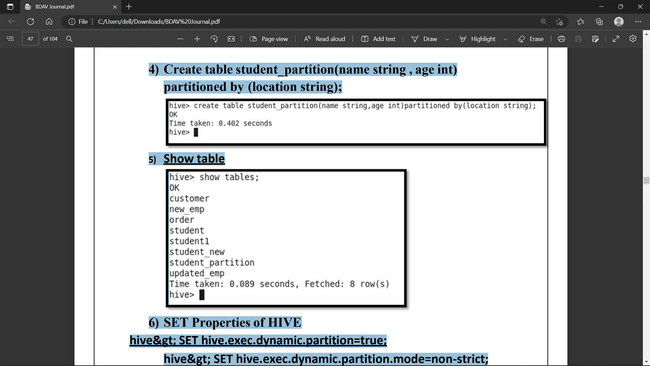 BDAV Journal.pdf
File | C:/Users/dell/Downloads/BDAV%20Journal.pdf
47 of 104 Page view Read aloud Add text Draw Highlight Erase
4) Create table student_partition(name string , age int)
partitioned by (location string);
hive> create table student_partition(name string,age int)partitioned by(location string);
OK
Time taken: 0.402 seconds
hive>
5) Show table
hive> show tables;
OK
customer
new_emp
order
student
student1
student_new
student_partition
updated_emp
Time taken: 0.089 seconds, Fetched: 8 row(s)
hive>
6) SET Properties of HIVE
hive&gt; SET hive.exec.dynamic.partition=true;
hive&gt; SET hive.exec.dynamic.partition.mode=non-strict;